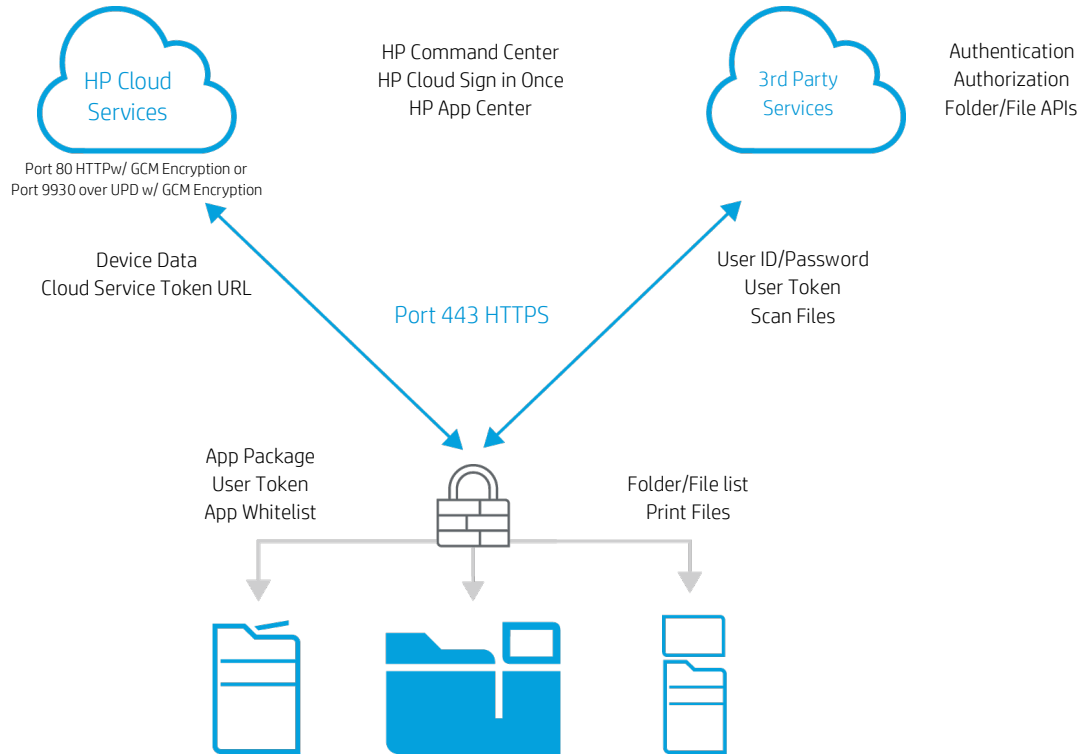 HP Cloud
Services
HP Command Center
HP Cloud Sign in Once
HP App Center
3rd Party
Services
Authentication
Authorization
Folder/File APIs
Port 80 HTTPw/ GCM Encryption or
Port 9930 over UPD w/ GCM Encryption
Device Data
Cloud Service Token URL
User ID/Password
User Token
Scan Files
Port 443 HTTPS
App Package
User Token
App Whitelist
Folder/File list
Print Files